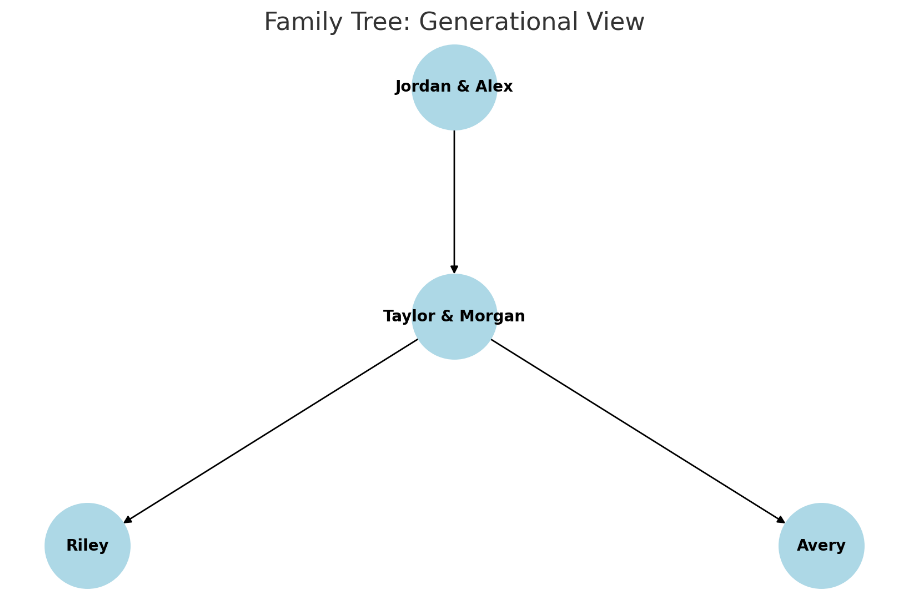 Family Tree: Generational View
Jordan & Alex
Taylor & Morgan
Riley
Avery